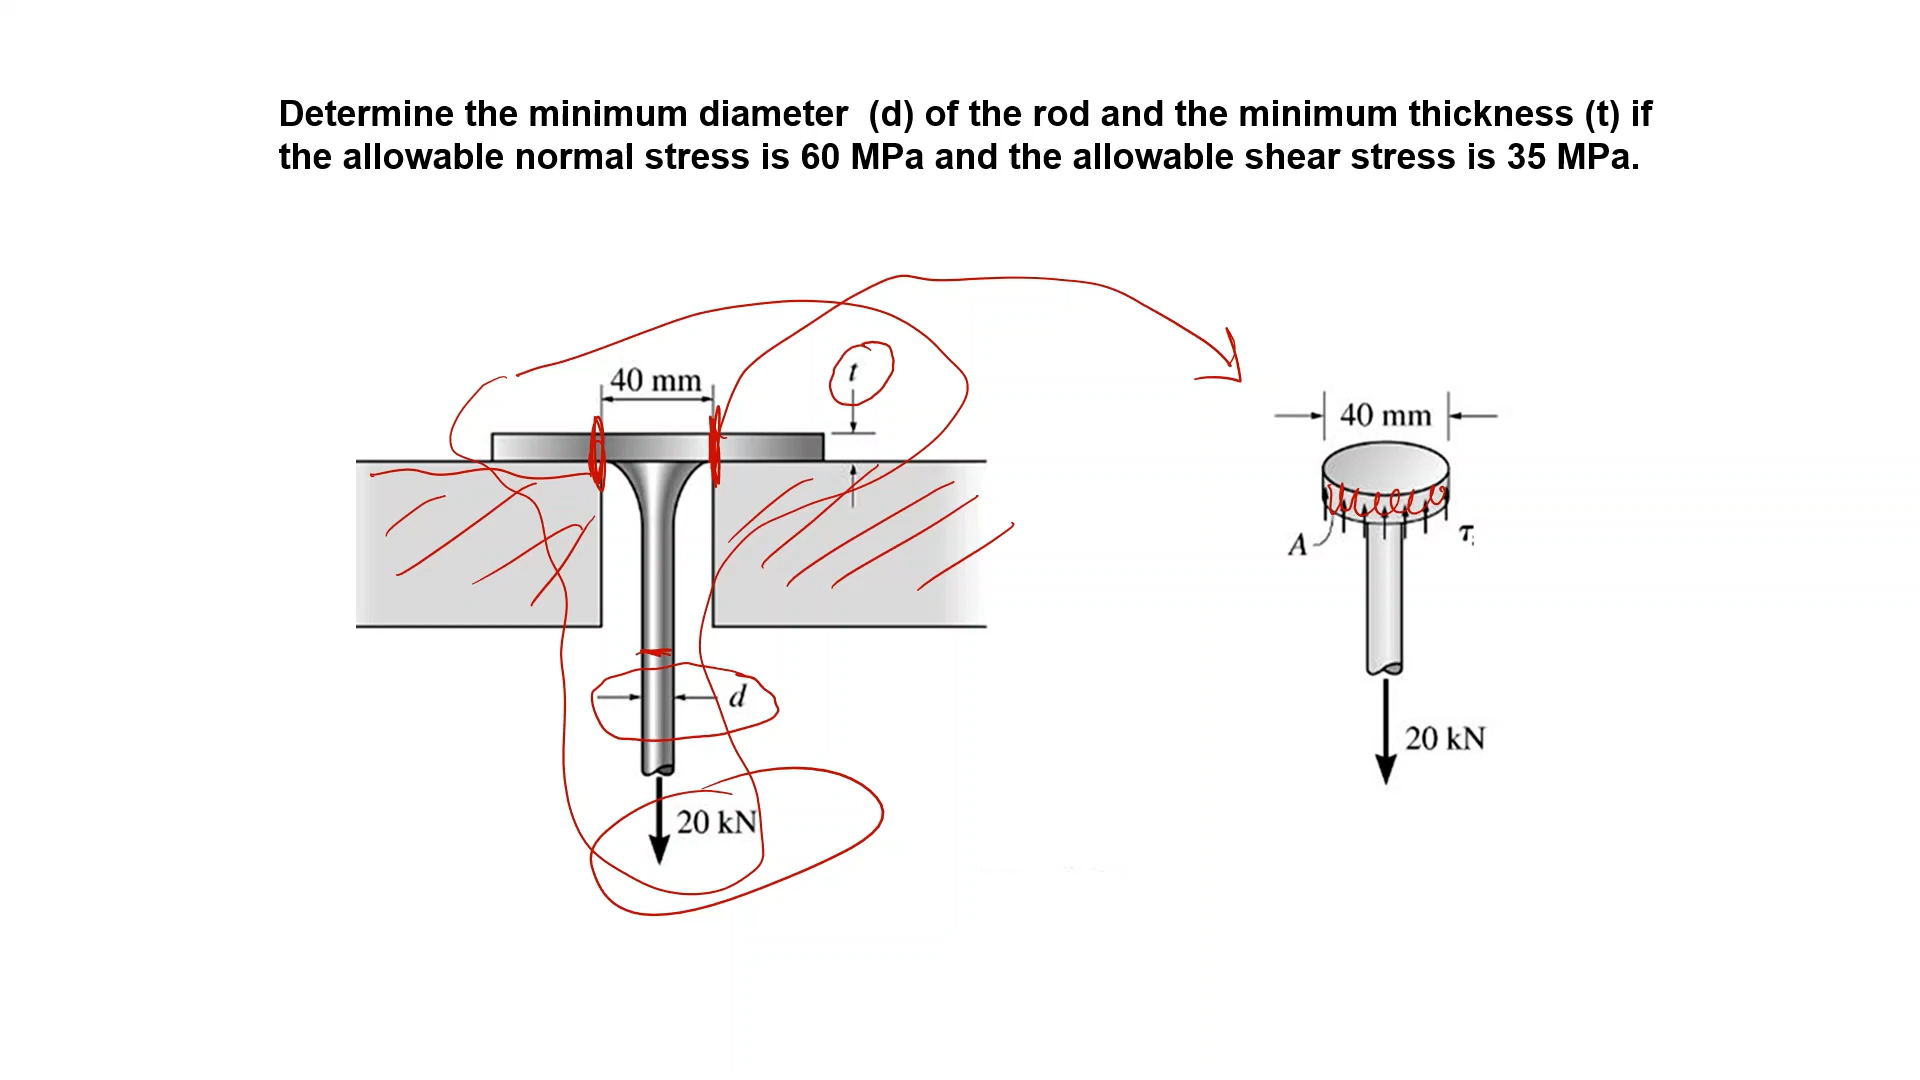 Determine the minimum diameter (d) of the rod and the minimum thickness (t) if
the allowable normal stress is 60 MPa and the allowable shear stress is 35 MPa.
40 mm
t
d
20 kN
40 mm
A
τ
20 kN